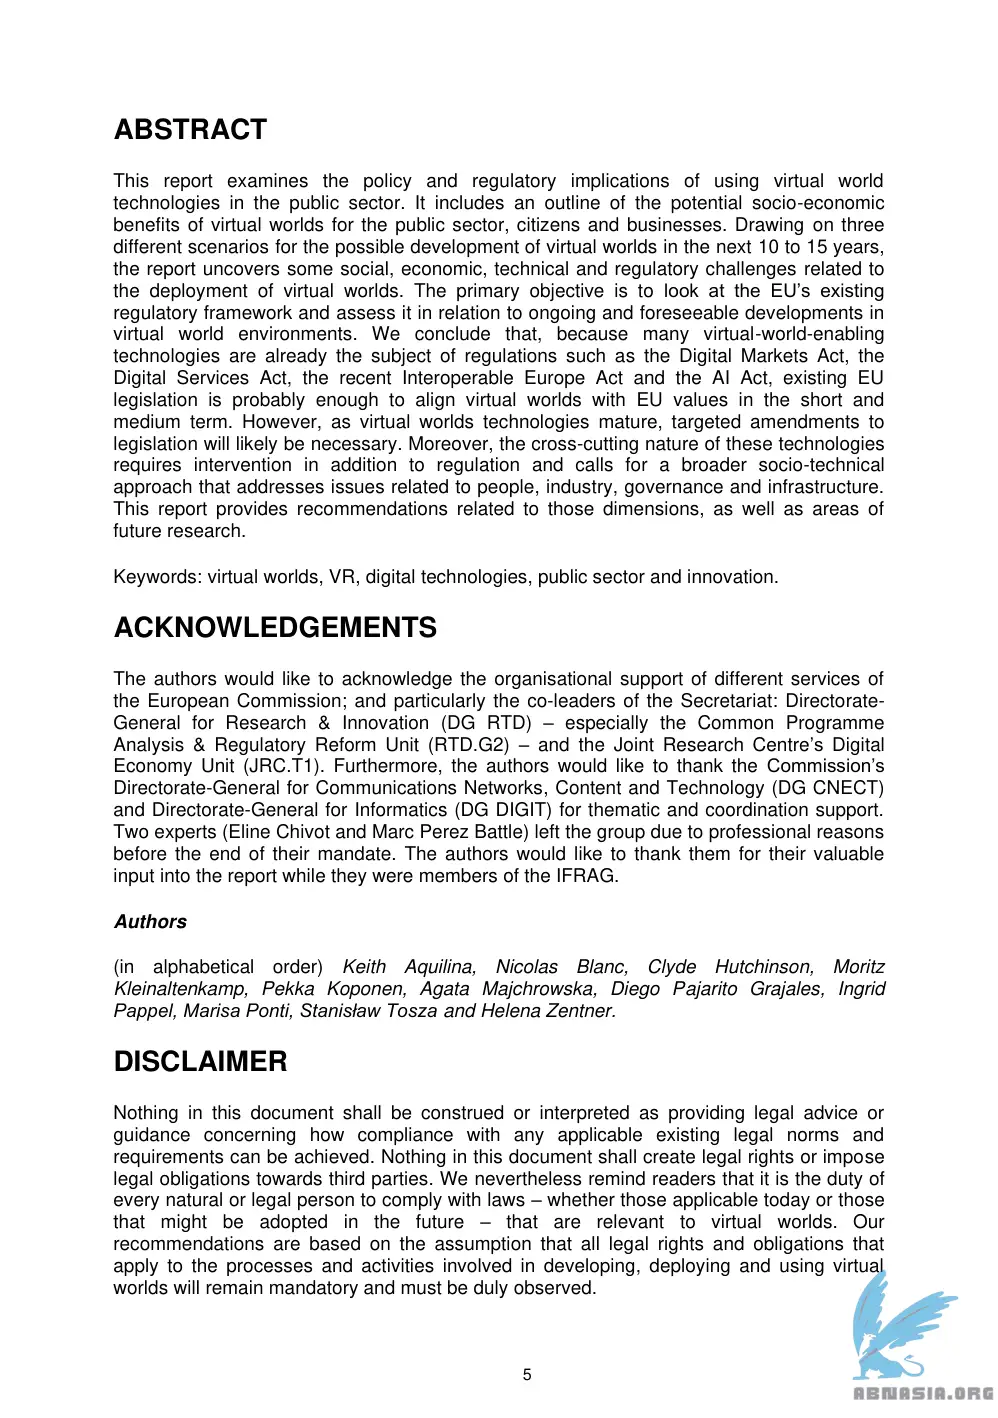 ABSTRACT
This report examines the policy and regulatory implications of using virtual world
technologies in the public sector. It includes an outline of the potential socio-economic
benefits of virtual worlds for the public sector, citizens and businesses. Drawing on three
different scenarios for the possible development of virtual worlds in the next 10 to 15 years,
the report uncovers some social, economic, technical and regulatory challenges related to
the deployment of virtual worlds. The primary objective is to look at the EU’s existing
regulatory framework and assess it in relation to ongoing and foreseeable developments in
virtual world environments. We conclude that, because many virtual-world-enabling
technologies are already the subject of regulations such as the Digital Markets Act, the
Digital Services Act, the recent Interoperable Europe Act and the AI Act, existing EU
legislation is probably enough to align virtual worlds with EU values in the short and
medium term. However, as virtual worlds technologies mature, targeted amendments to
legislation will likely be necessary. Moreover, the cross-cutting nature of these technologies
requires intervention in addition to regulation and calls for a broader socio-technical
approach that addresses issues related to people, industry, governance and infrastructure.
This report provides recommendations related to those dimensions, as well as areas of
future research.
Keywords: virtual worlds, VR, digital technologies, public sector and innovation.
ACKNOWLEDGEMENTS
The authors would like to acknowledge the organisational support of different services of
the European Commission; and particularly the co-leaders of the Secretariat: Directorate-
General for Research & Innovation (DG RTD) – especially the Common Programme
Analysis & Regulatory Reform Unit (RTD.G2) – and the Joint Research Centre’s Digital
Economy Unit (JRC.T1). Furthermore, the authors would like to thank the Commission’s
Directorate-General for Communications Networks, Content and Technology (DG CNECT)
and Directorate-General for Informatics (DG DIGIT) for thematic and coordination support.
Two experts (Eline Chivot and Marc Perez Battle) left the group due to professional reasons
before the end of their mandate. The authors would like to thank them for their valuable
input into the report while they were members of the IFRAG.
Authors
(in alphabetical order) Keith Aquilina, Nicolas Blanc, Clyde Hutchinson, Moritz
Kleinaltenkamp, Pekka Koponen, Agata Majchrowska, Diego Pajarito Grajales, Ingrid
Pappel, Marisa Ponti, Stanisław Tosza and Helena Zentner.
DISCLAIMER
Nothing in this document shall be construed or interpreted as providing legal advice or
guidance concerning how compliance with any applicable existing legal norms and
requirements can be achieved. Nothing in this document shall create legal rights or impose
legal obligations towards third parties. We nevertheless remind readers that it is the duty of
every natural or legal person to comply with laws – whether those applicable today or those
that might be adopted in the future – that are relevant to virtual worlds. Our
recommendations are based on the assumption that all legal rights and obligations that
apply to the processes and activities involved in developing, deploying and using virtual
worlds will remain mandatory and must be duly observed.
5
ABNASIA.ORG